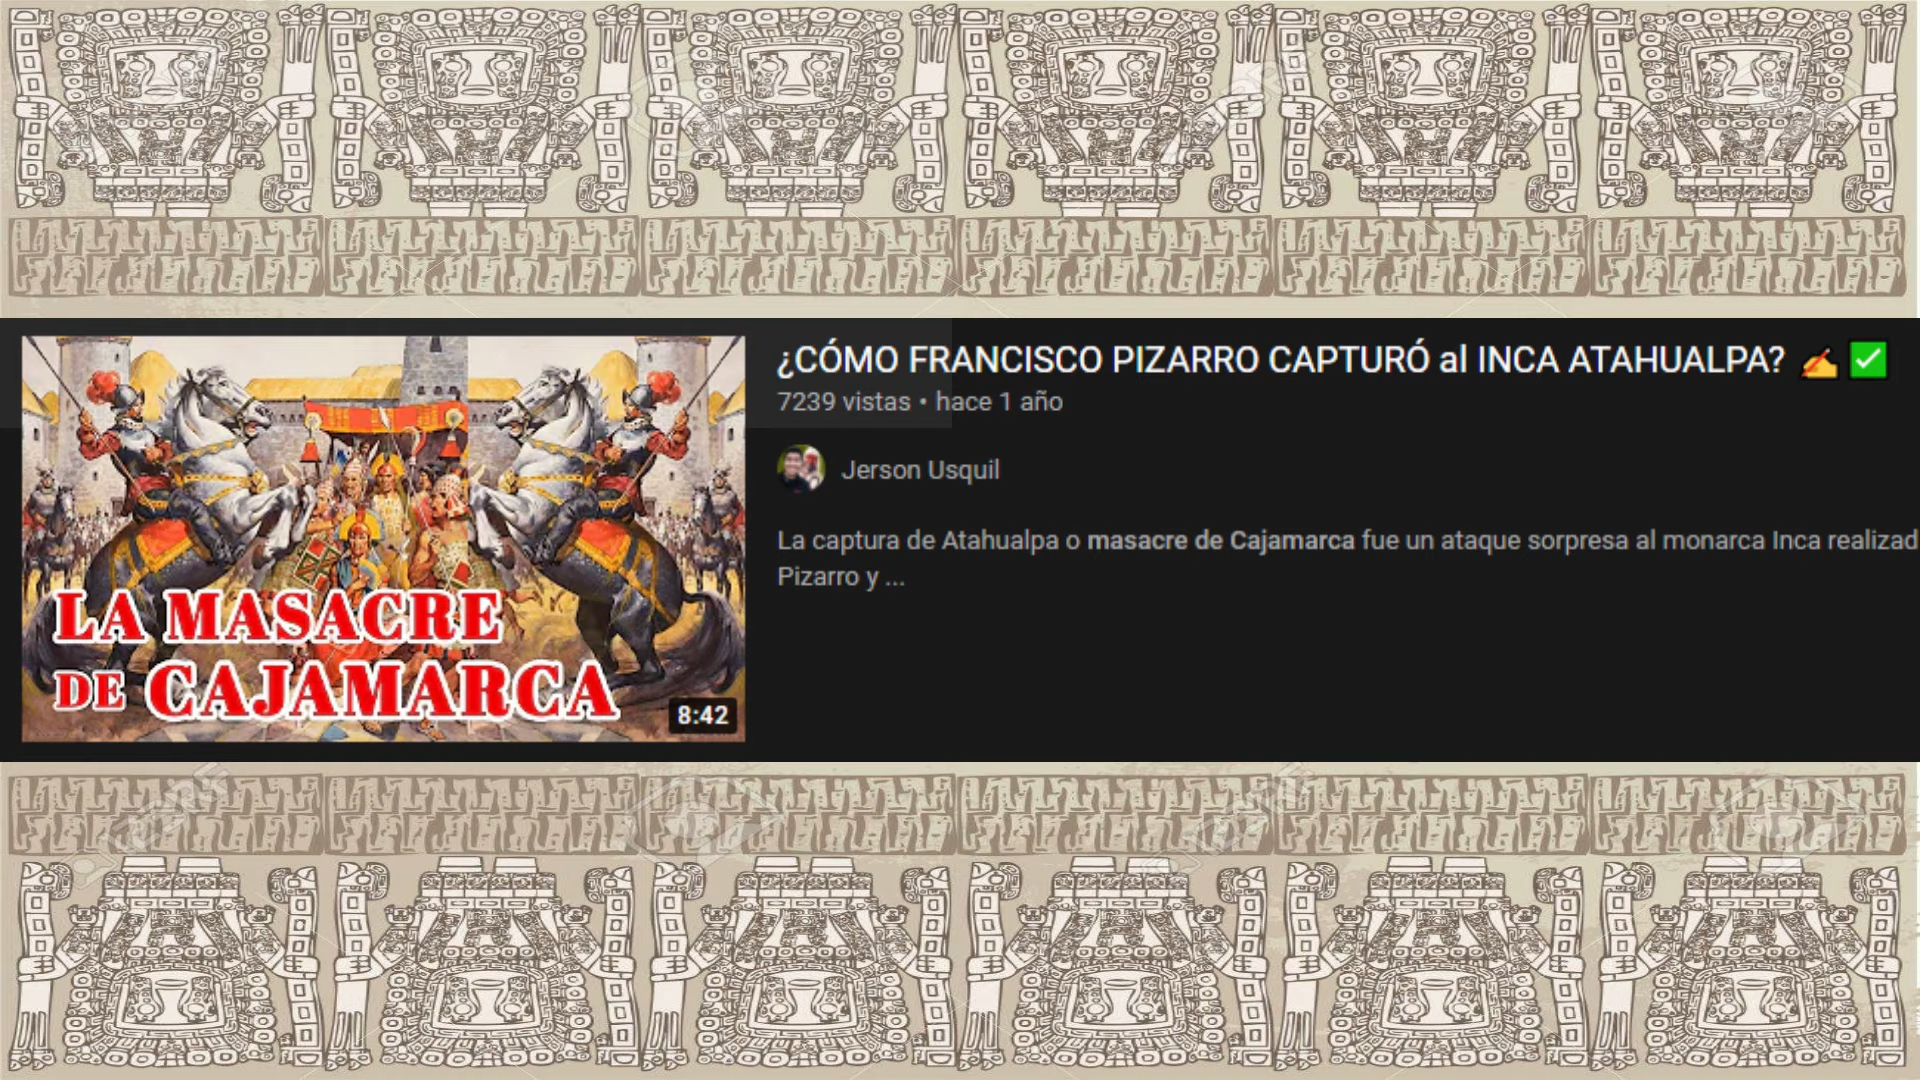 ¿CÓMO FRANCISCO PIZARRO CAPTURÓ al INCA ATAHUALPA? ✍️ ✅
7239 vistas • hace 1 año
Jerson Usquil
La captura de Atahualpa o masacre de Cajamarca fue un ataque sorpresa al monarca Inca realizad
Pizarro y ...
LA MASACRE
DE CAJAMARCA
8:42